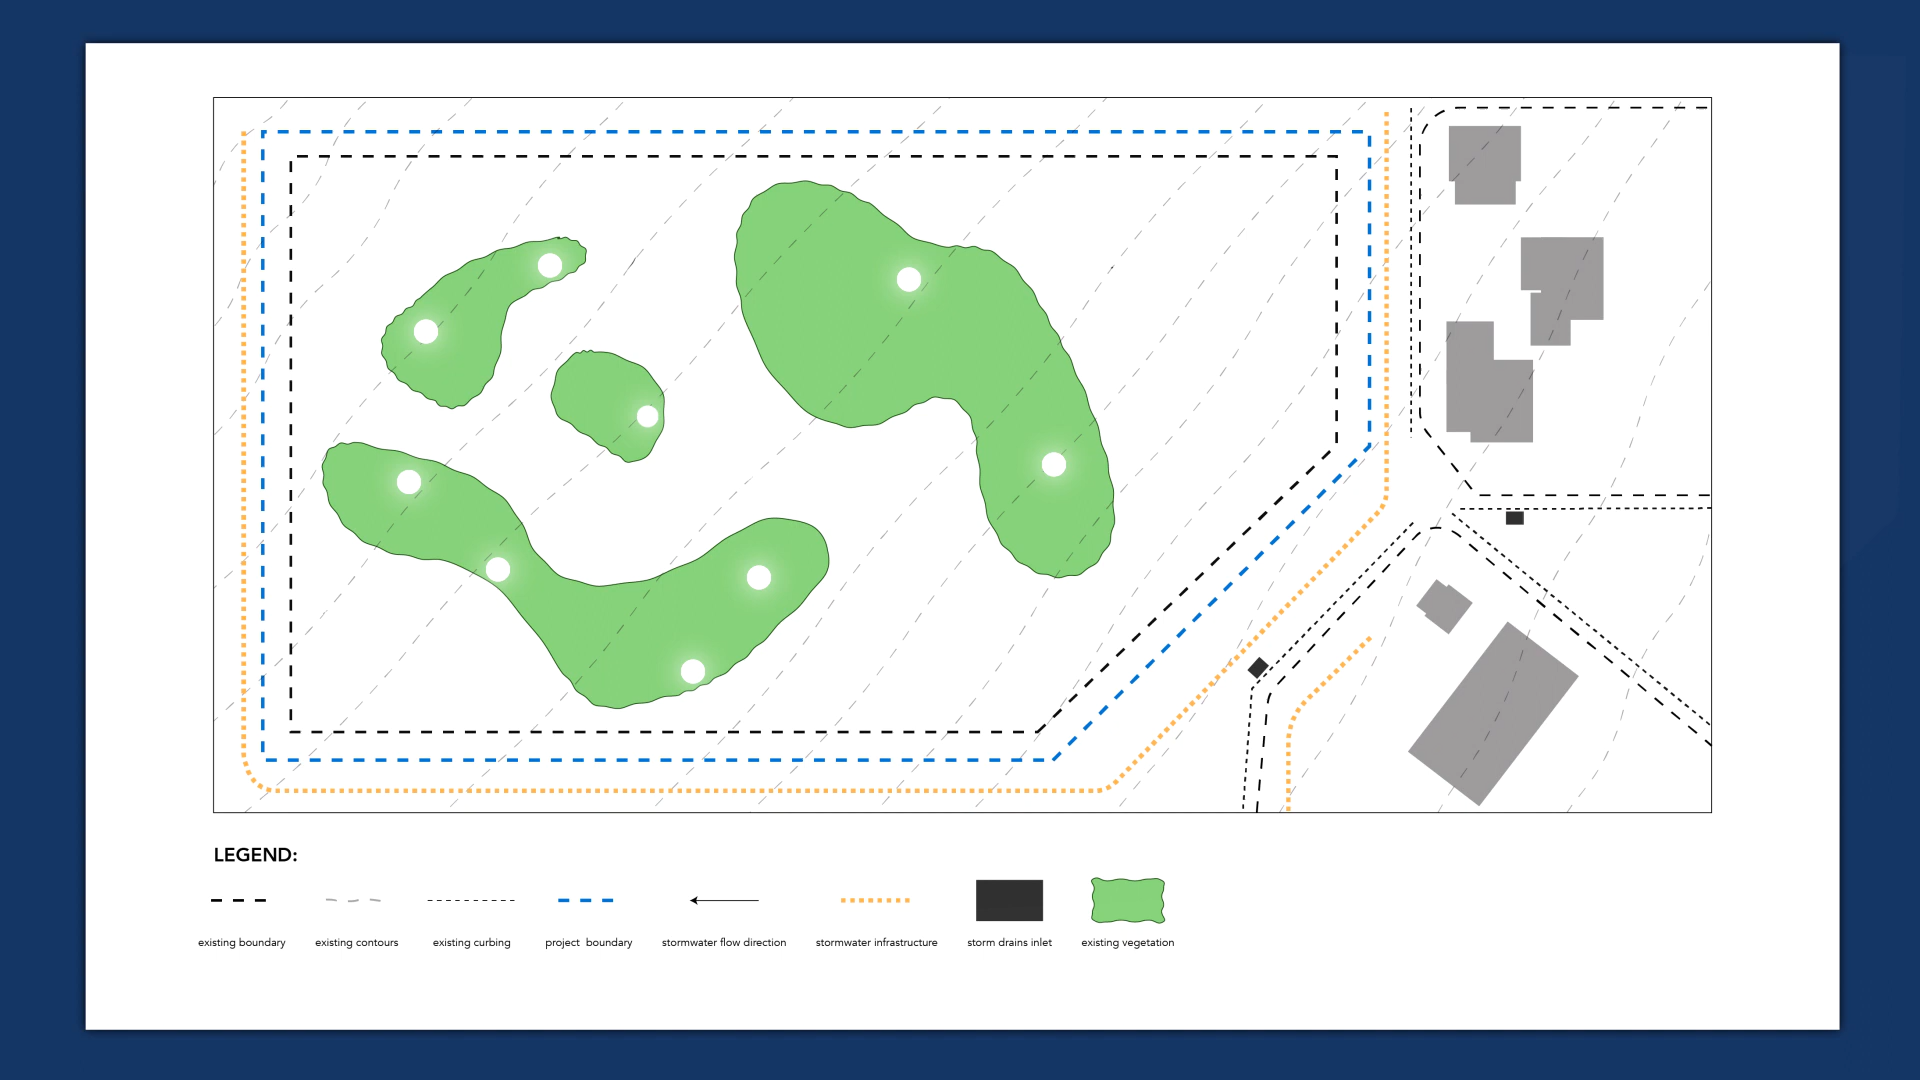 LEGEND:
existing boundary
existing contours
existing curbing
project boundary
stormwater flow direction
stormwater infrastructure
storm drains inlet
existing vegetation